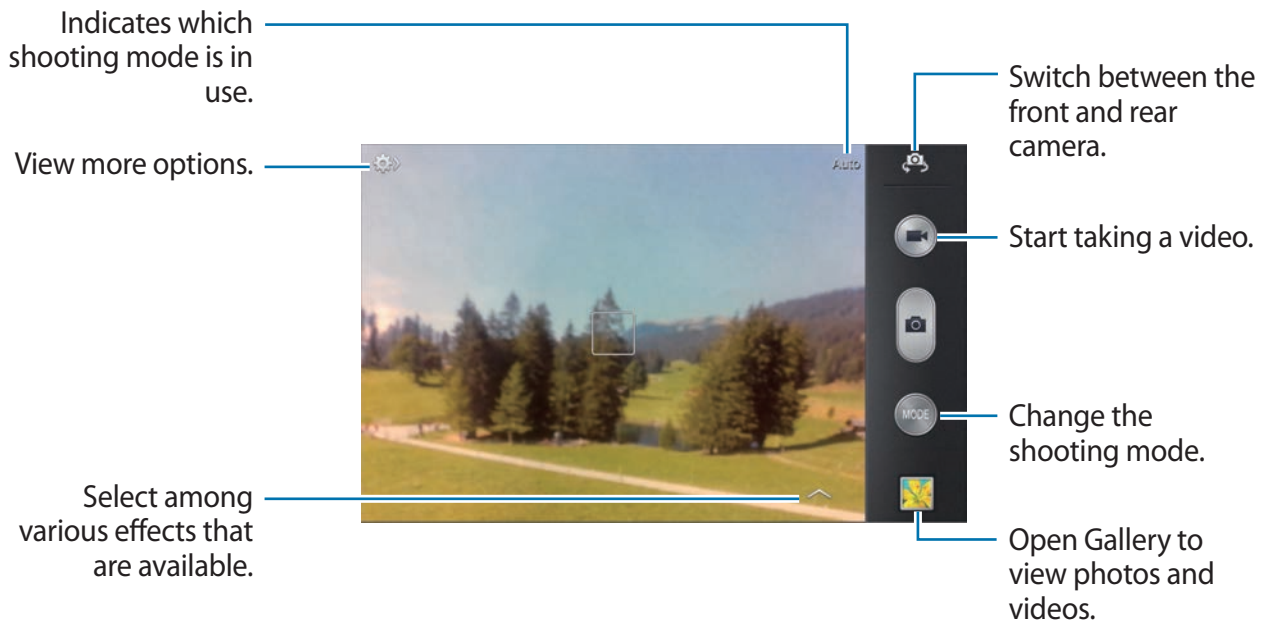 Indicates which
shooting mode is in
use.
View more options.
Select among
various effects that
are available.
Auto
MODE
Switch between the
front and rear
camera.
Start taking a video.
Change the
shooting mode.
Open Gallery to
view photos and
videos.